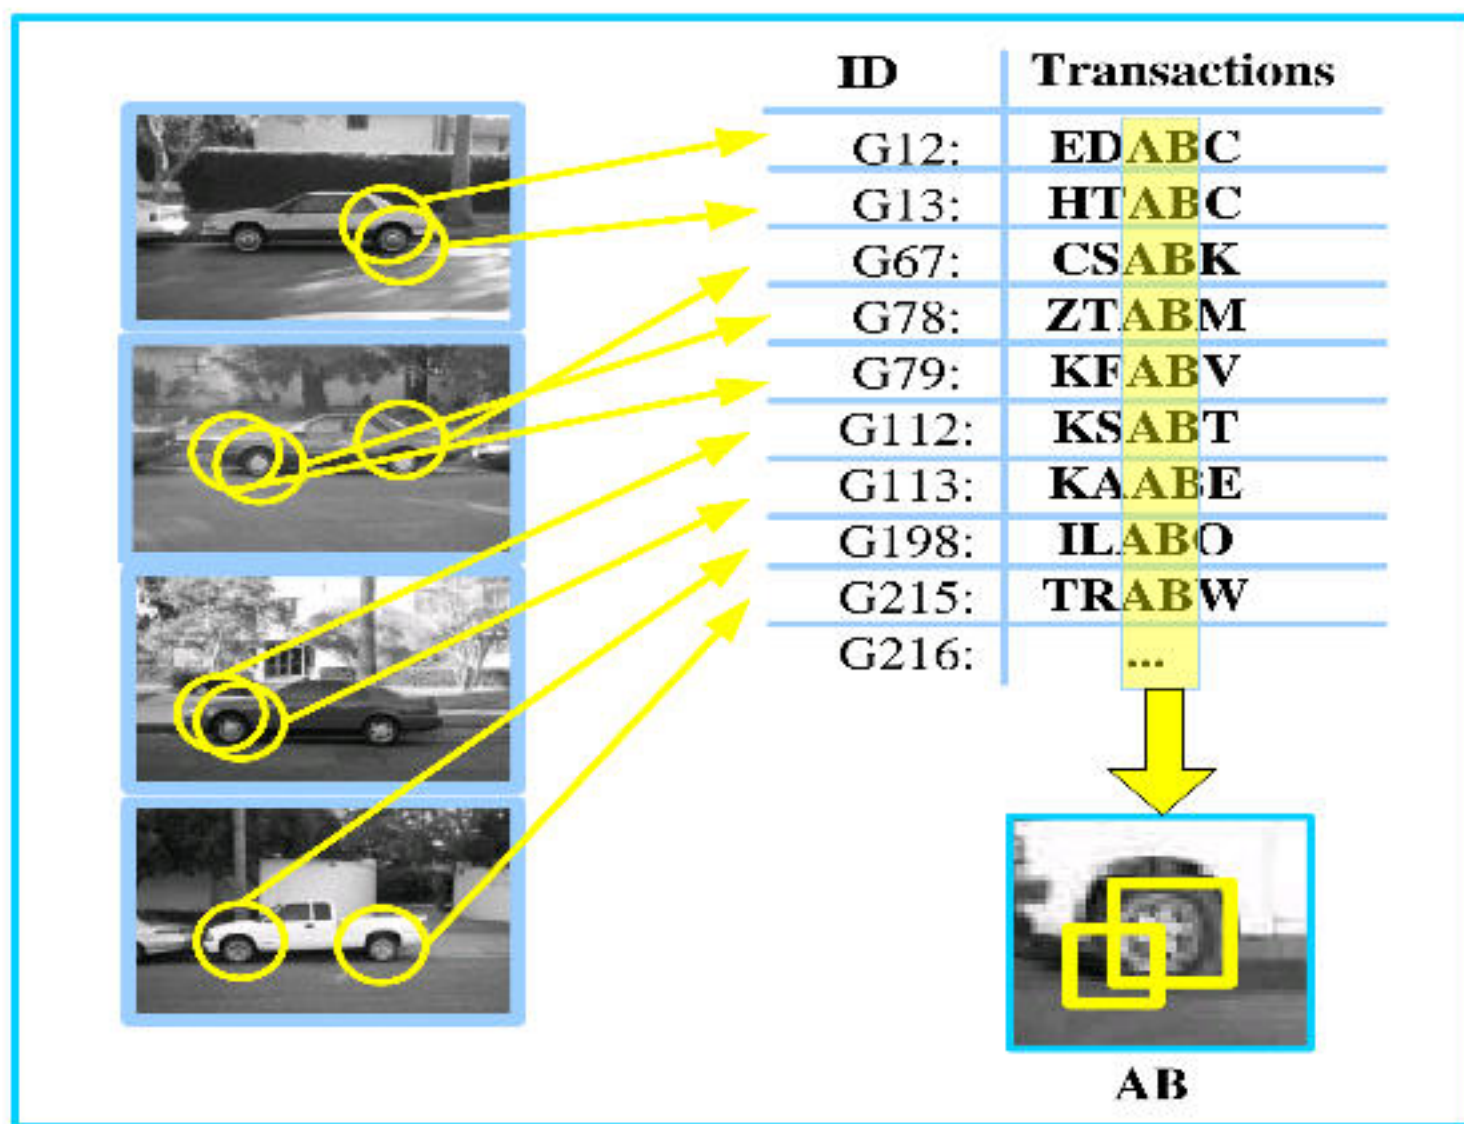 ID Transactions
G12: EDABC
G13: HTABC
G67: CSABK
G78: ZTABM
G79: KFABV
G112: KSABT
G113: KAABE
G198: ILABO
G215: TRABW
G216: ...
AB